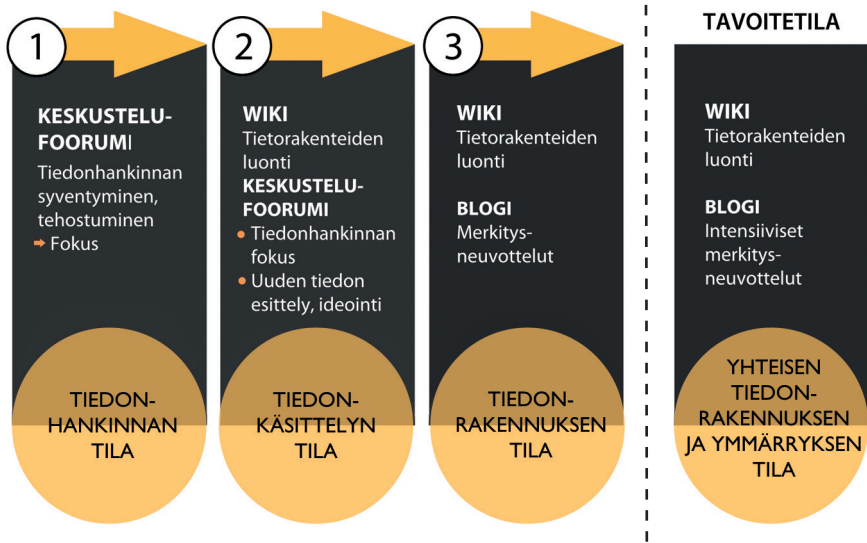 1
KESKUSTELU-
FOORUMI
Tiedonhankinnan
syventyminen,
tehostuminen
➡ Fokus
TIEDON-
HANKINNAN
TILA
2
WIKI
Tietorakenteiden
luonti
KESKUSTELU-
FOORUMI
• Tiedonhankinnan
fokus
• Uuden tiedon
esittely, ideointi
TIEDON-
KÄSITTELYN
TILA
3
WIKI
Tietorakenteiden
luonti
BLOGI
Merkitys-
neuvottelut
TIEDON-
RAKENNUKSEN
TILA
TAVOITETILA
WIKI
Tietorakenteiden
luonti
BLOGI
Intensiiviset
merkitys-
neuvottelut
YHTEISEN
TIEDON-
RAKENNUKSEN
JA YMMÄRRYKSEN
TILA